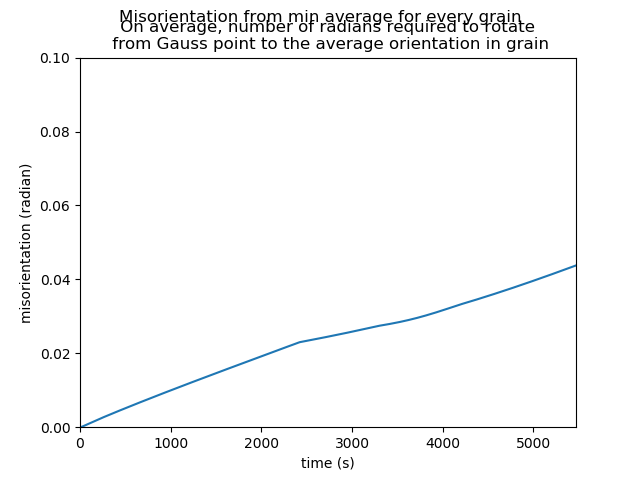 Misorientation from min average for every grain
On average, number of radians required to rotate
from Gauss point to the average orientation in grain
0.10
0.08
0.06
0.04
0.02
0.00
misorientation (radian)
0 1000 2000 3000 4000 5000
time (s)